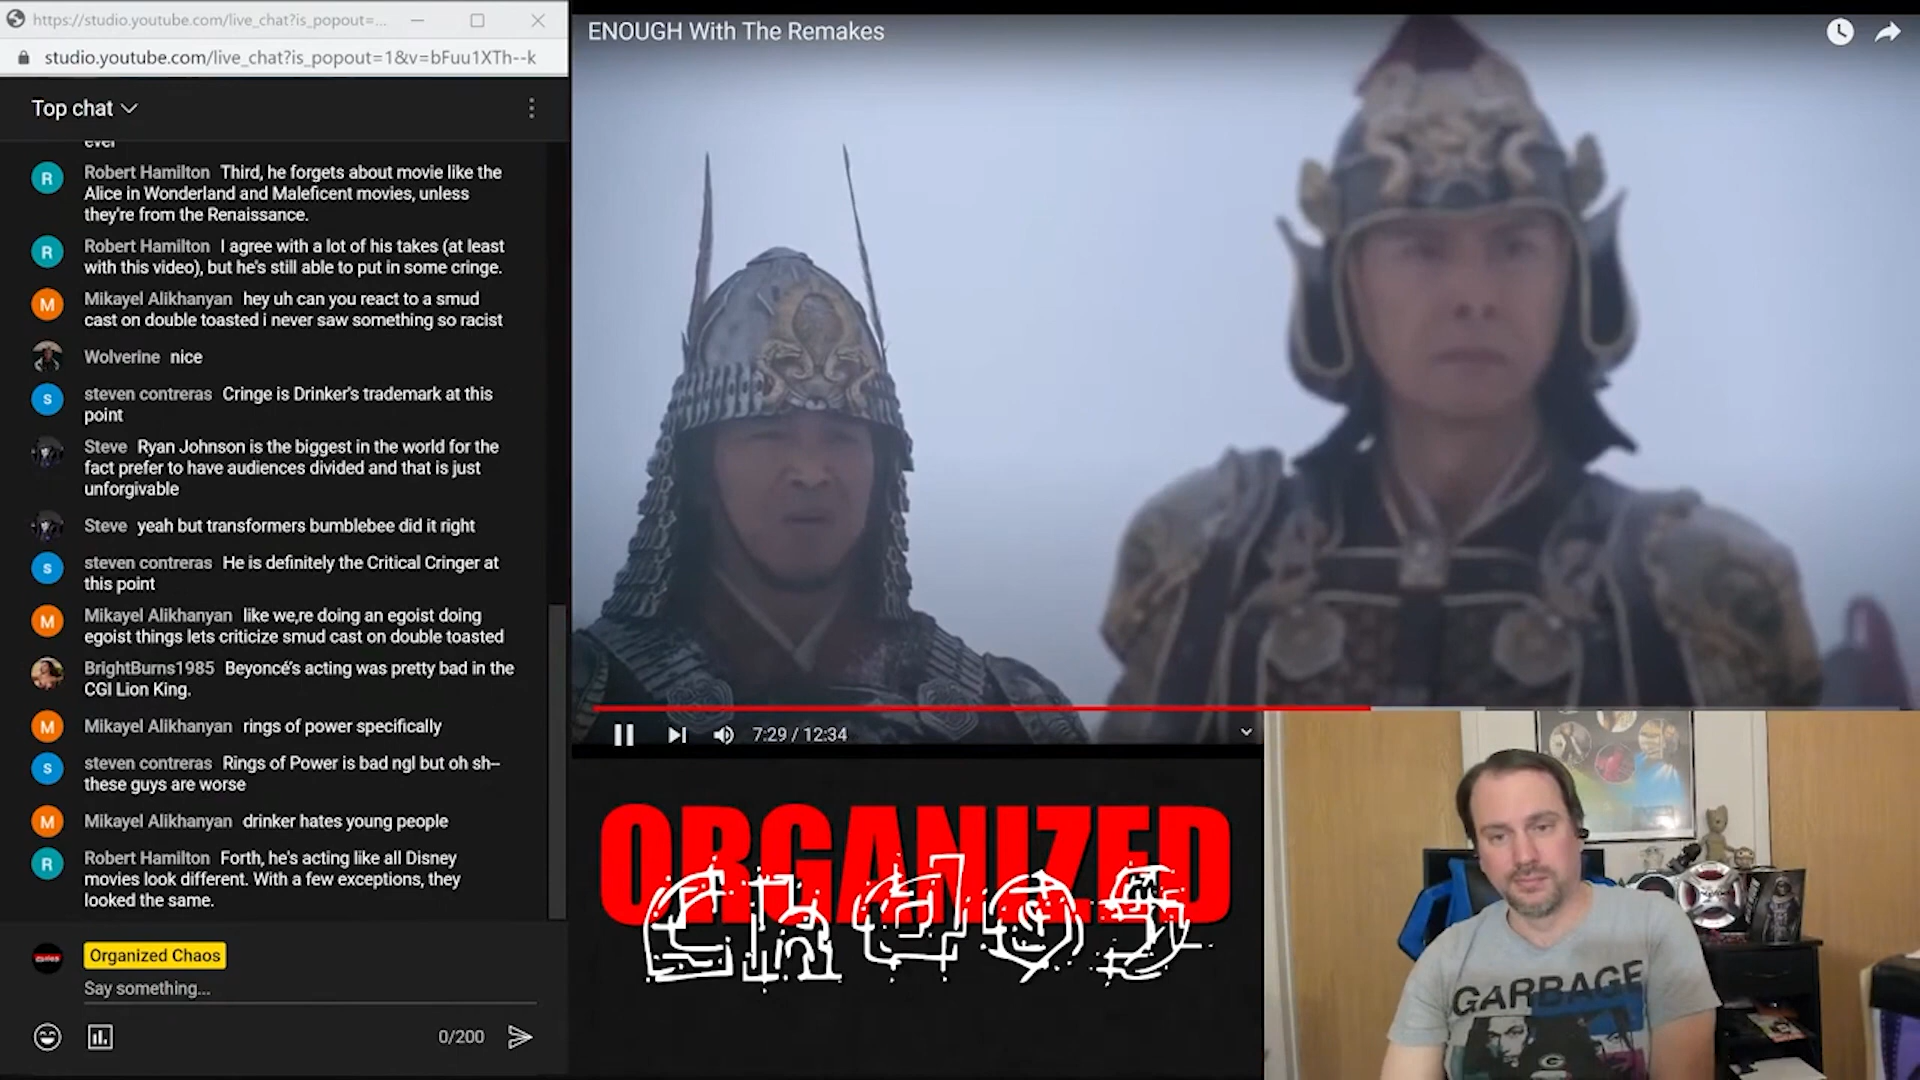 https://studio.youtube.com/live_chat?is_popout=...
studio.youtube.com/live_chat?is_popout=1&v=bFuu1XTh--k
Top chat
ever
Robert Hamilton Third, he forgets about movie like the
Alice in Wonderland and Maleficent movies, unless
they're from the Renaissance.
Robert Hamilton I agree with a lot of his takes (at least
with this video), but he's still able to put in some cringe.
Mikayel Alikhanyan hey uh can you react to a smud
cast on double toasted i never saw something so racist
Wolverine nice
steven contreras Cringe is Drinker's trademark at this
point
Steve Ryan Johnson is the biggest in the world for the
fact prefer to have audiences divided and that is just
unforgivable
Steve yeah but transformers bumblebee did it right
steven contreras He is definitely the Critical Cringer at
this point
Mikayel Alikhanyan like we,re doing an egoist doing
egoist things lets criticize smud cast on double toasted
BrightBurns1985 Beyoncé's acting was pretty bad in the
CGI Lion King.
Mikayel Alikhanyan rings of power specifically
steven contreras Rings of Power is bad ngl but oh sh--
these guys are worse
Mikayel Alikhanyan drinker hates young people
Robert Hamilton Forth, he's acting like all Disney
movies look different. With a few exceptions, they
looked the same.
Organized Chaos
Say something...
0/200
ENOUGH With The Remakes
7:29 / 12:34
ORGANIZED
Chaos
GARBAGE